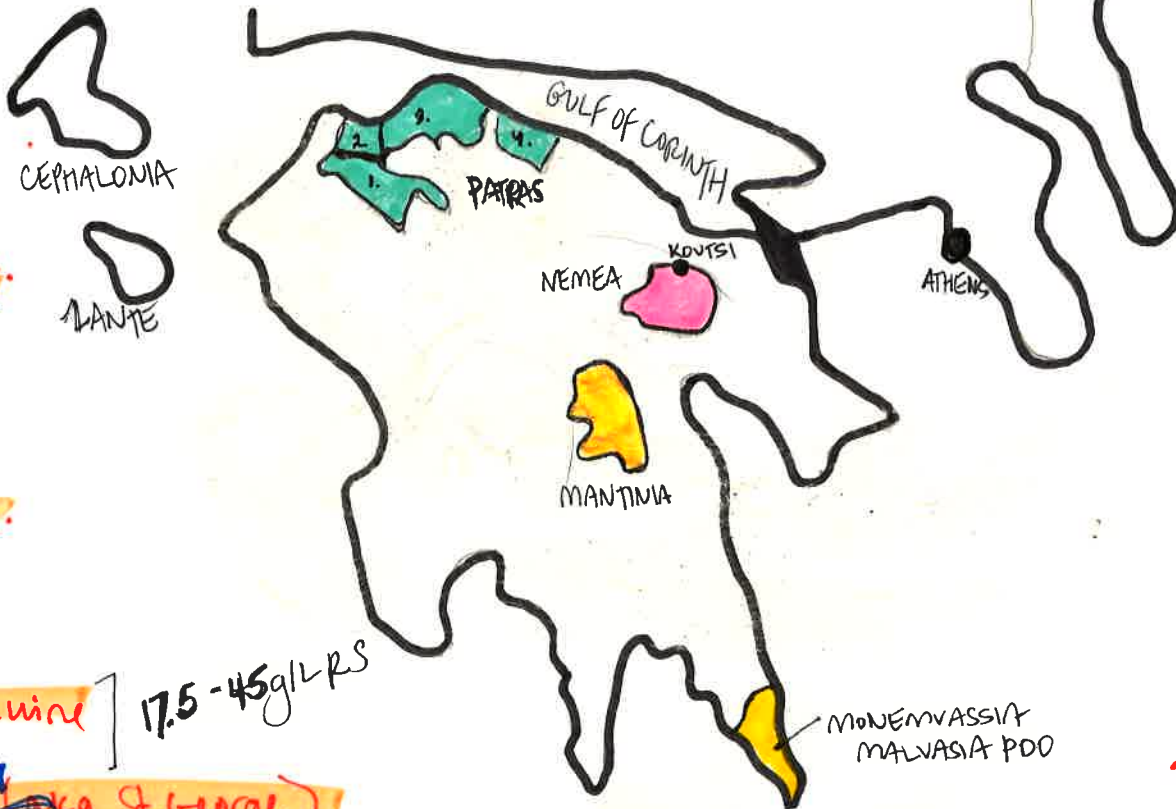 GULF OF CORINTH
2.
3.
4.
1.
CEPHALONIA
PATRAS
KOUTSI
NEMEA
ATHENS
ZANTE
MANTINIA
17.5 - 45g/L RS
wine
MONEMVASSIA
MALVASIA PDO